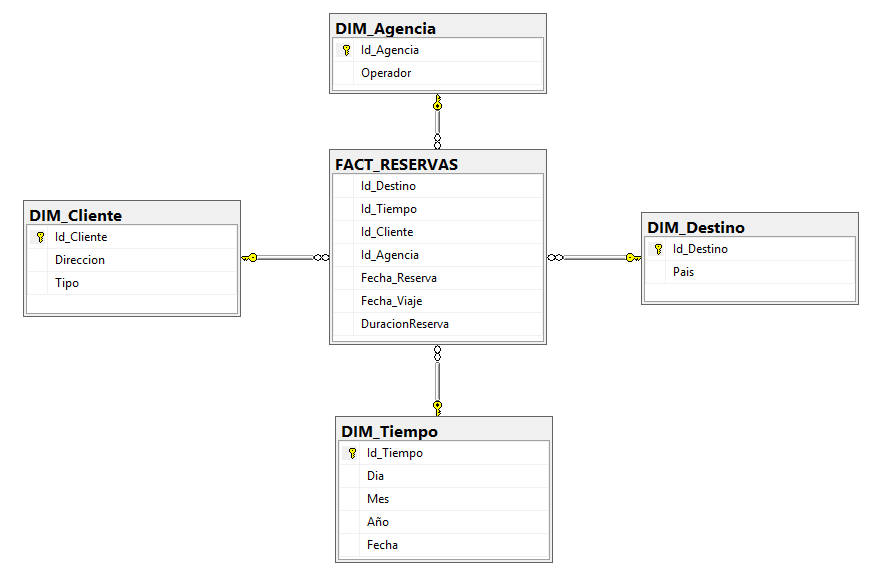 DIM_Agencia
Id_Agencia
Operador
FACT_RESERVAS
Id_Destino
Id_Tiempo
Id_Cliente
Id_Agencia
Fecha_Reserva
Fecha_Viaje
DuracionReserva
DIM_Cliente
Id_Cliente
Direccion
Tipo
DIM_Destino
Id_Destino
Pais
DIM_Tiempo
Id_Tiempo
Dia
Mes
Año
Fecha